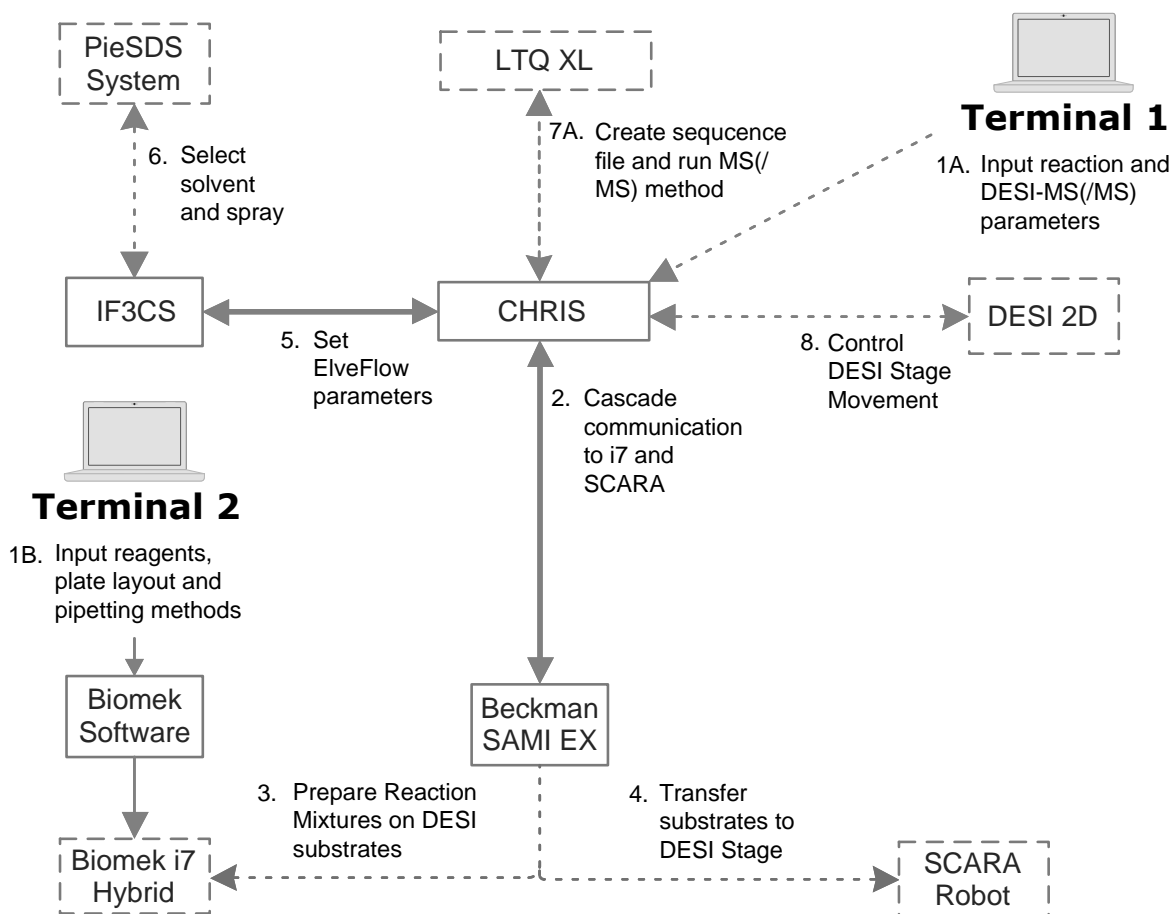 PieSDS
System
LTQ XL
Terminal 1
1A. Input reaction and
DESI-MS(/MS)
parameters
6. Select
solvent
and spray
7A. Create sequcence
file and run MS(/
MS) method
IF3CS
CHRIS
DESI 2D
5. Set
ElveFlow
parameters
8. Control
DESI Stage
Movement
2. Cascade
communication
to i7 and
SCARA
Terminal 2
1B. Input reagents,
plate layout and
pipetting methods
Biomek
Software
Beckman
SAMI EX
3. Prepare Reaction
Mixtures on DESI
substrates
4. Transfer
substrates to
DESI Stage
Biomek i7
Hybrid
SCARA
Robot